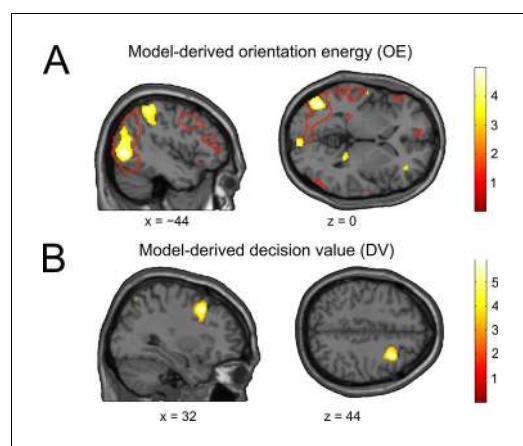 A
Model-derived orientation energy (OE)
4
3
2
1
x = −44
z = 0
B
Model-derived decision value (DV)
5
4
3
2
1
x = 32
z = 44